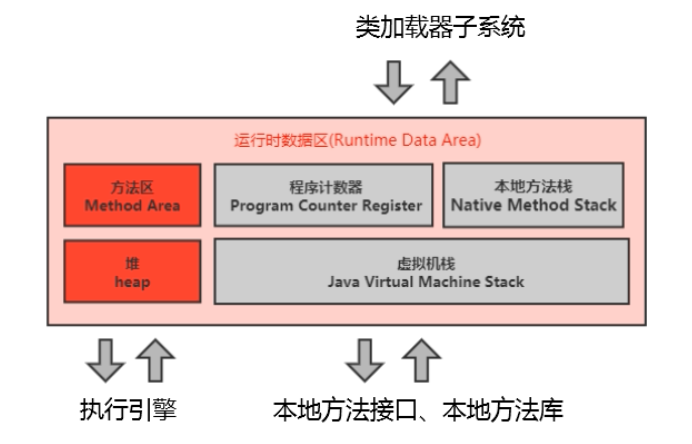 类加载器子系统
运行时数据区(Runtime Data Area)
方法区
Method Area
程序计数器
Program Counter Register
本地方法栈
Native Method Stack
堆
heap
虚拟机栈
Java Virtual Machine Stack
执行引擎
本地方法接口、本地方法库